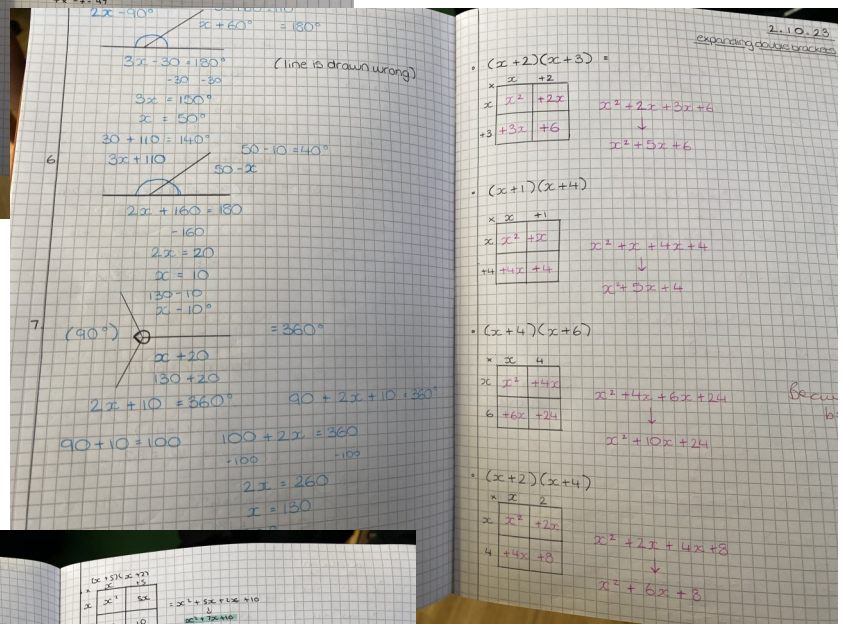 2x-90°
x+60° =180°
3x-30=180°
(line is drawn wrong)
-30 -30
3x=150°
x=50°
30+110=140°
6
3x+110
50-10=40°
50-x
2x+160=180
-160
2x=20
x=10
130-10
x-10°
7.
(90°)
=360°
x+20
130+20
2x+10=360°
90+2x+10=360°
90+10=100
100+2x=360
-100 -100
2x=260
x=130
2.10.23
expanding double brackets
• (x+2)(x+3) =
× x +2
x x² +2x
+3 +3x +6
x²+2x+3x+6
↓
x²+5x+6
• (x+1)(x+4)
× x +1
x x² +x
+4 +4x +4
x²+x+4x+4
↓
x²+5x+4
• (x+4)(x+6)
× x 4
x x² +4x
6 +6x +24
x²+4x+6x+24
↓
x²+10x+24
• (x+2)(x+4)
× x 2
x x² +2x
4 +4x +8
x²+2x+4x+8
↓
x²+6x+8
(x+5)(x+2)
× x +5
x x² 5x
10
=x²+5x+2x+10
↓
x²+7x+10